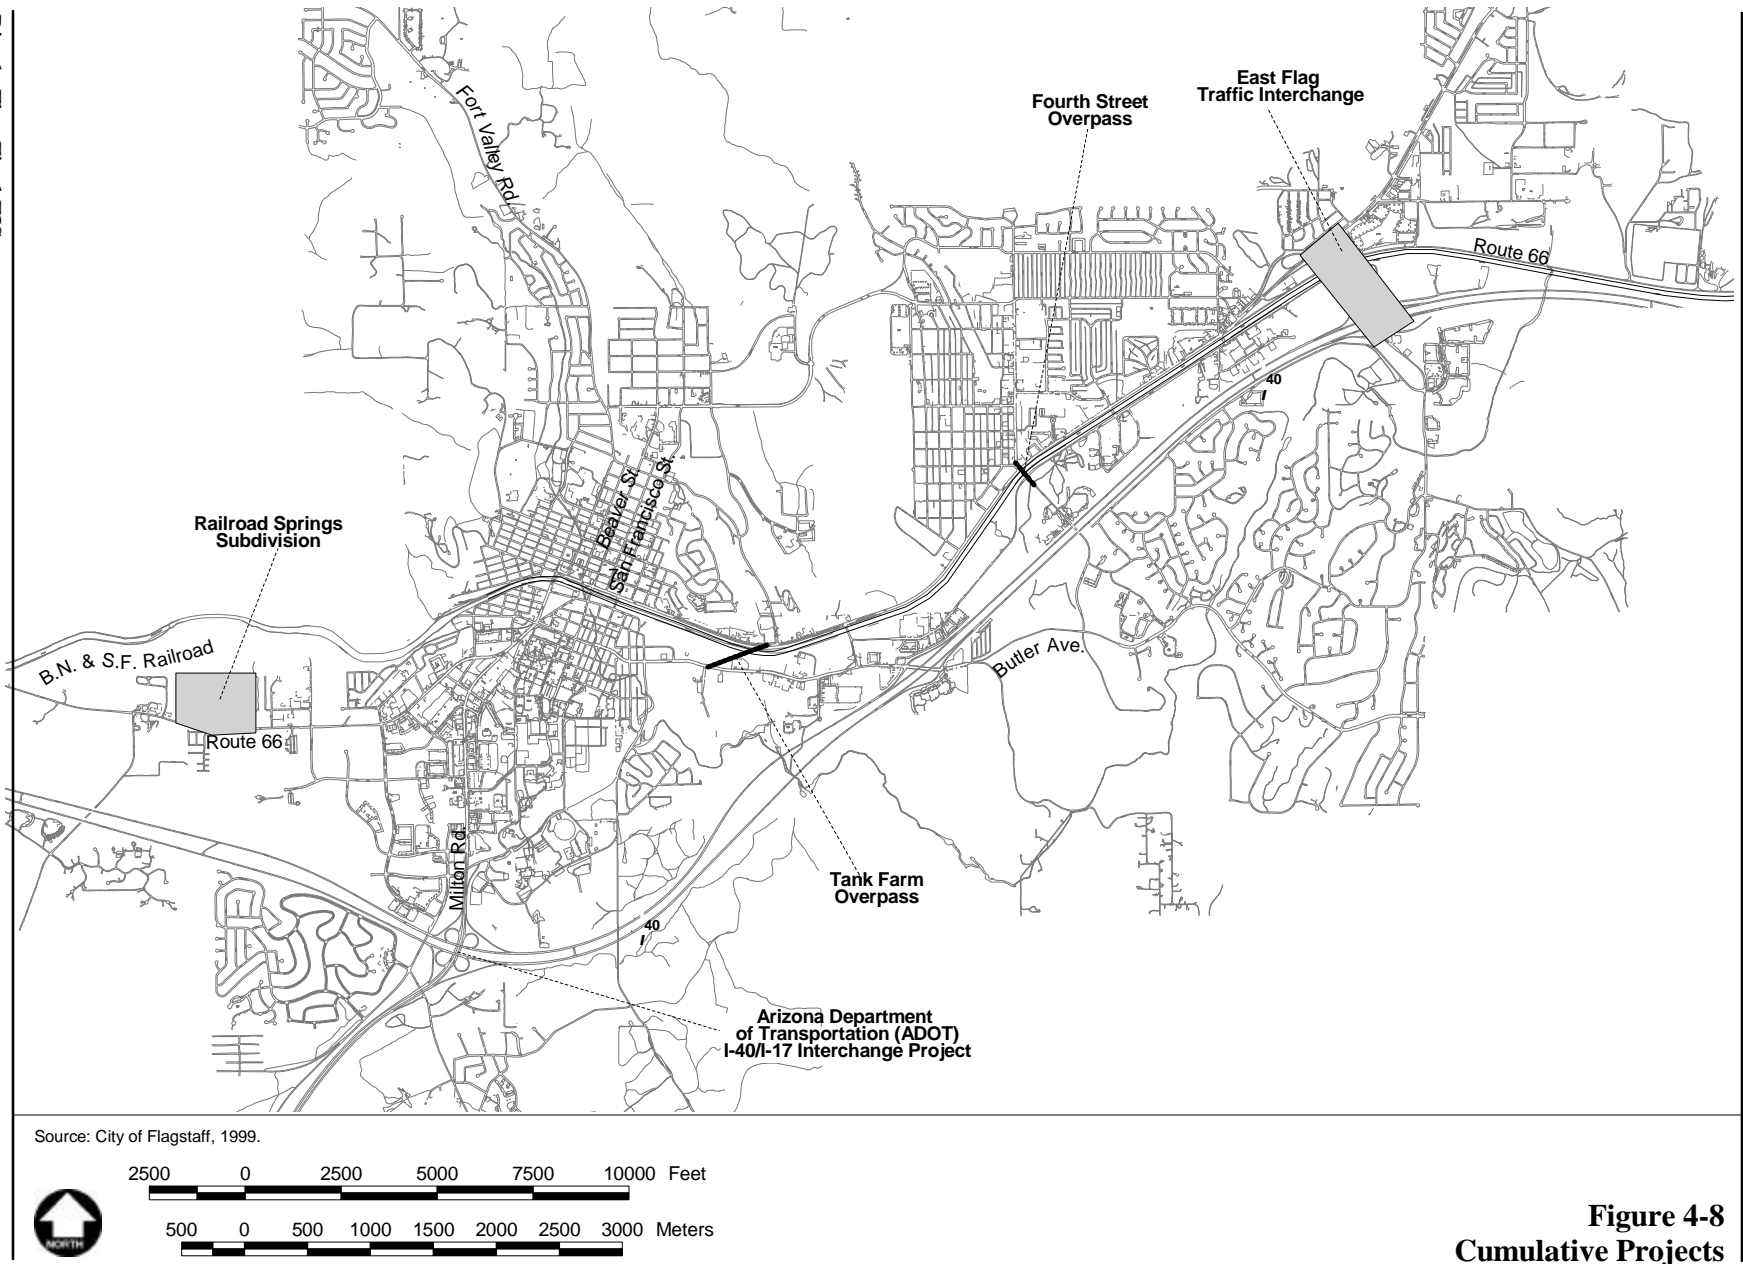 East Flag
Traffic Interchange
Fourth Street
Overpass
Fort Valley Rd.
Route 66
40
Beaver St.
San Francisco St.
Railroad Springs
Subdivision
B.N. & S.F. Railroad
Butler Ave.
Route 66
Milton Rd.
Tank Farm
Overpass
40
Arizona Department
of Transportation (ADOT)
I-40/I-17 Interchange Project
Source: City of Flagstaff, 1999.
2500 0 2500 5000 7500 10000 Feet
500 0 500 1000 1500 2000 2500 3000 Meters
NORTH
Figure 4-8
Cumulative Projects